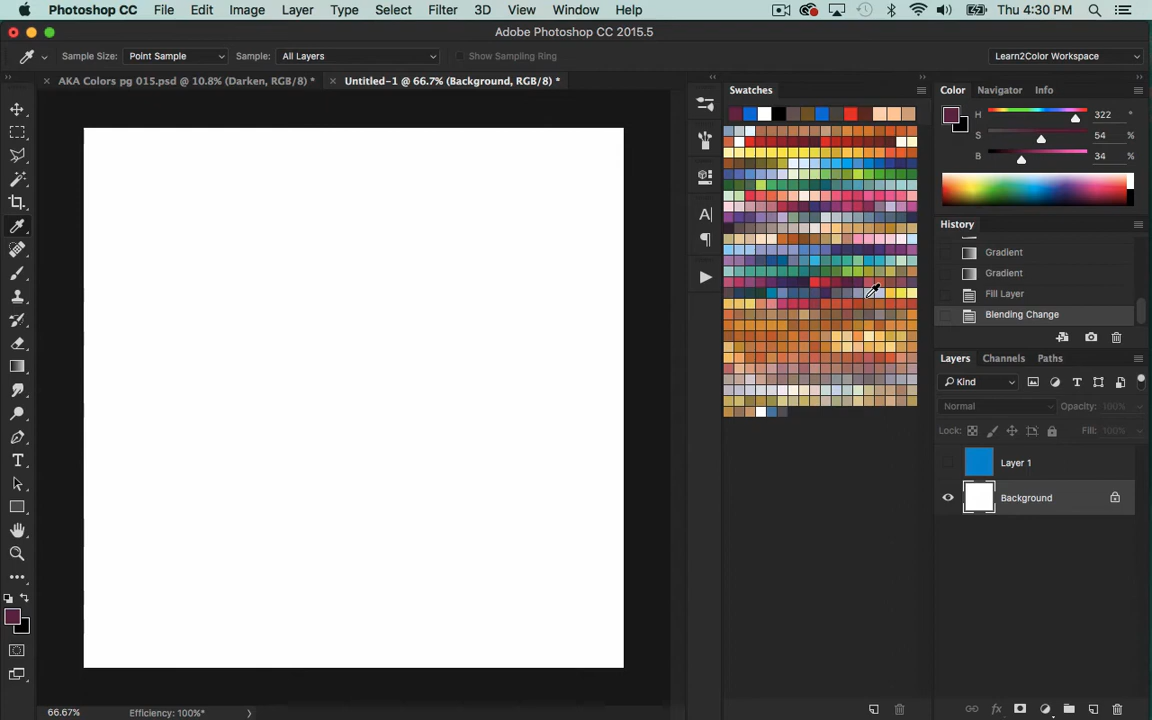 Photoshop CC File Edit Image Layer Type Select Filter 3D View Window Help Thu 4:30 PM
Adobe Photoshop CC 2015.5
Sample Size: Point Sample Sample: All Layers Show Sampling Ring Learn2Color Workspace
AKA Colors pg 015.psd @ 10.8% (Darken, RGB/8) * Untitled-1 @ 66.7% (Background, RGB/8) *
Swatches Color Navigator Info
H 322 °
S 54 %
B 34 %
History
Gradient
Gradient
Fill Layer
Blending Change
Layers Channels Paths
Kind
Normal Opacity: 100%
Lock: Fill: 100%
Layer 1
Background
66.67% Efficiency: 100%*